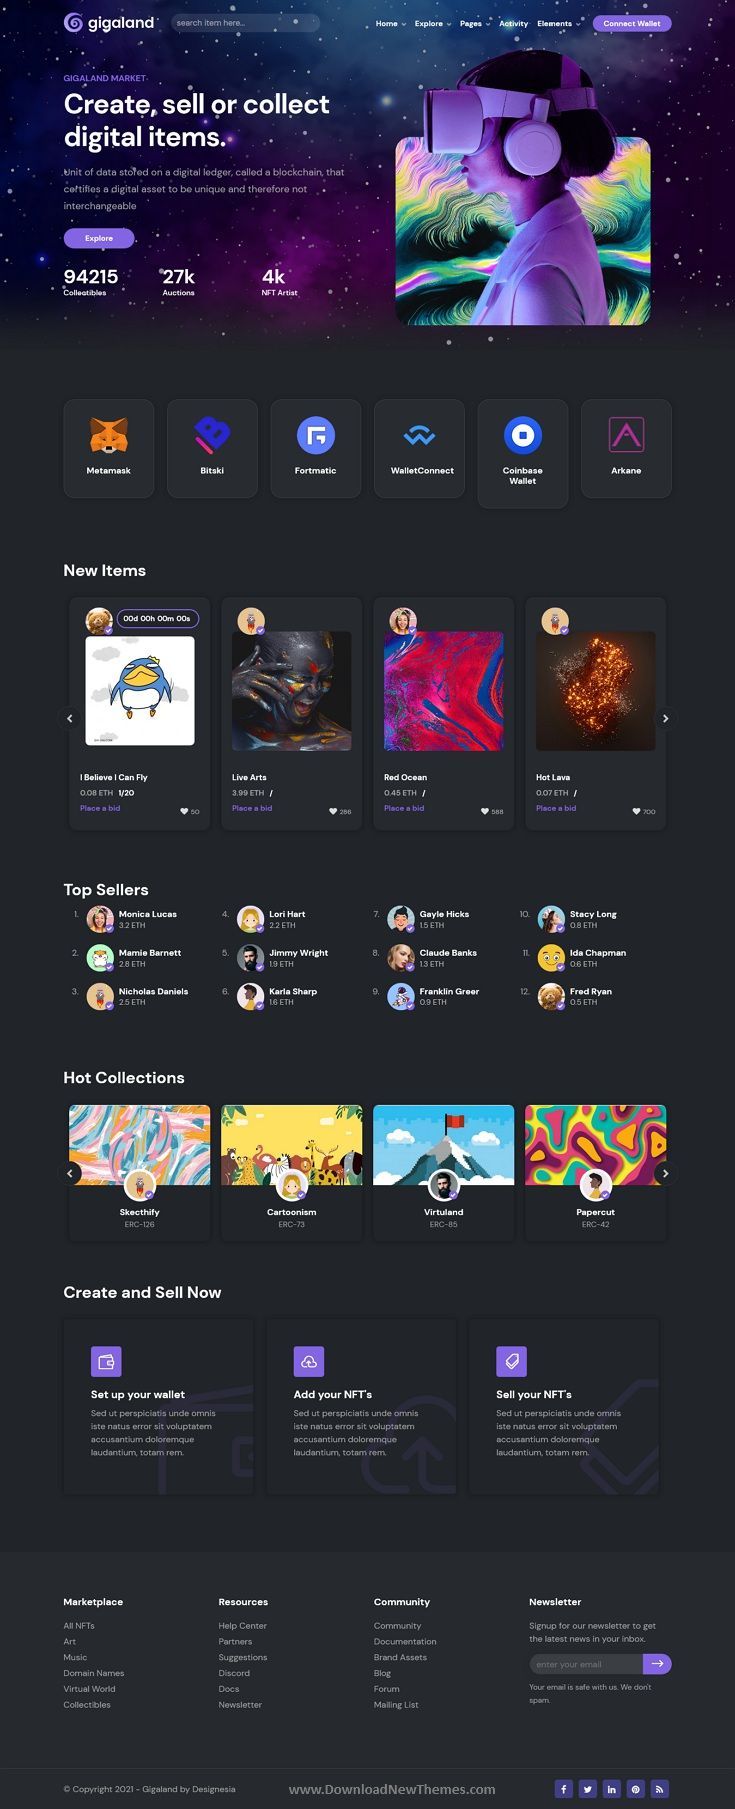 gigaland
search item here...
Home
Explore
Pages
Activity
Elements
Connect Wallet
GIGALAND MARKET
Create, sell or collect
digital items.
Unit of data stored on a digital ledger, called a blockchain, that
certifies a digital asset to be unique and therefore not
interchangeable
Explore
94215
Collectibles
27k
Auctions
4k
NFT Artist
Metamask
Bitski
Fortmatic
WalletConnect
Coinbase
Wallet
Arkane
New Items
00d 00h 00m 00s
I Believe I Can Fly
0.08 ETH 1/20
Place a bid
50
Live Arts
3.99 ETH /
Place a bid
286
Red Ocean
0.45 ETH /
Place a bid
588
Hot Lava
0.07 ETH /
Place a bid
700
Top Sellers
1. Monica Lucas
3.2 ETH
2. Mamie Barnett
2.8 ETH
3. Nicholas Daniels
2.5 ETH
4. Lori Hart
2.2 ETH
5. Jimmy Wright
1.9 ETH
6. Karla Sharp
1.6 ETH
7. Gayle Hicks
1.5 ETH
8. Claude Banks
1.3 ETH
9. Franklin Greer
0.9 ETH
10. Stacy Long
0.8 ETH
11. Ida Chapman
0.6 ETH
12. Fred Ryan
0.5 ETH
Hot Collections
Skecthify
ERC-126
Cartoonism
ERC-73
Virtuland
ERC-85
Papercut
ERC-42
Create and Sell Now
Set up your wallet
Sed ut perspiciatis unde omnis
iste natus error sit voluptatem
accusantium doloremque
laudantium, totam rem.
Add your NFT's
Sed ut perspiciatis unde omnis
iste natus error sit voluptatem
accusantium doloremque
laudantium, totam rem.
Sell your NFT's
Sed ut perspiciatis unde omnis
iste natus error sit voluptatem
accusantium doloremque
laudantium, totam rem.
Marketplace
All NFTs
Art
Music
Domain Names
Virtual World
Collectibles
Resources
Help Center
Partners
Suggestions
Discord
Docs
Newsletter
Community
Community
Documentation
Brand Assets
Blog
Forum
Mailing List
Newsletter
Signup for our newsletter to get
the latest news in your inbox.
enter your email
Your email is safe with us. We don't
spam.
© Copyright 2021 - Gigaland by Designesia
www.DownloadNewThemes.com